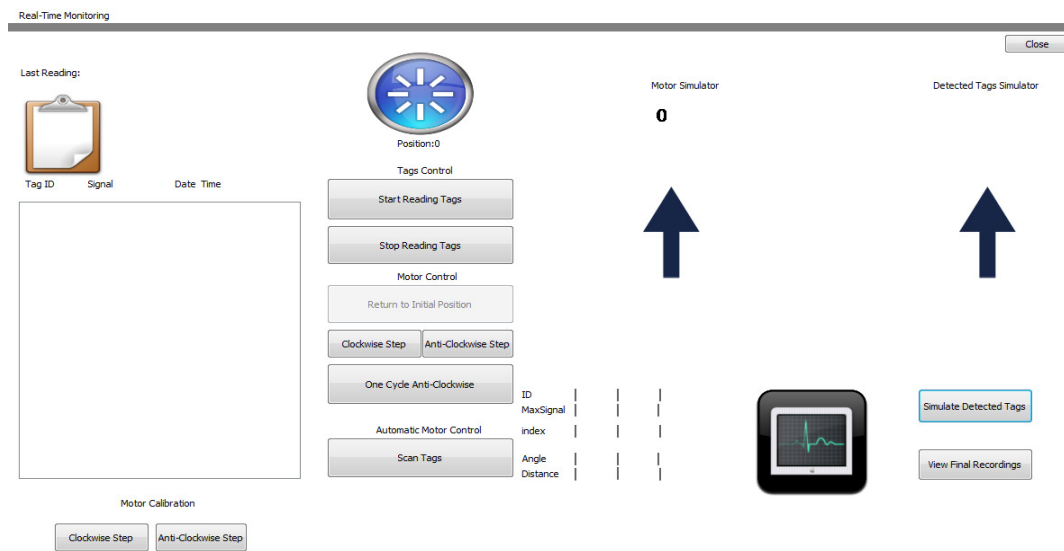 Real-Time Monitoring
Close
Last Reading:
Motor Simulator
Detected Tags Simulator
0
Position:0
Tags Control
Tag ID Signal Date Time
Start Reading Tags
Stop Reading Tags
Motor Control
Return to Initial Position
Clockwise Step Anti-Clockwise Step
One Cycle Anti-Clockwise
ID | | |
MaxSignal | | |
Simulate Detected Tags
Automatic Motor Control
index | | |
Scan Tags
Angle | | |
Distance | | |
View Final Recordings
Motor Calibration
Clockwise Step Anti-Clockwise Step